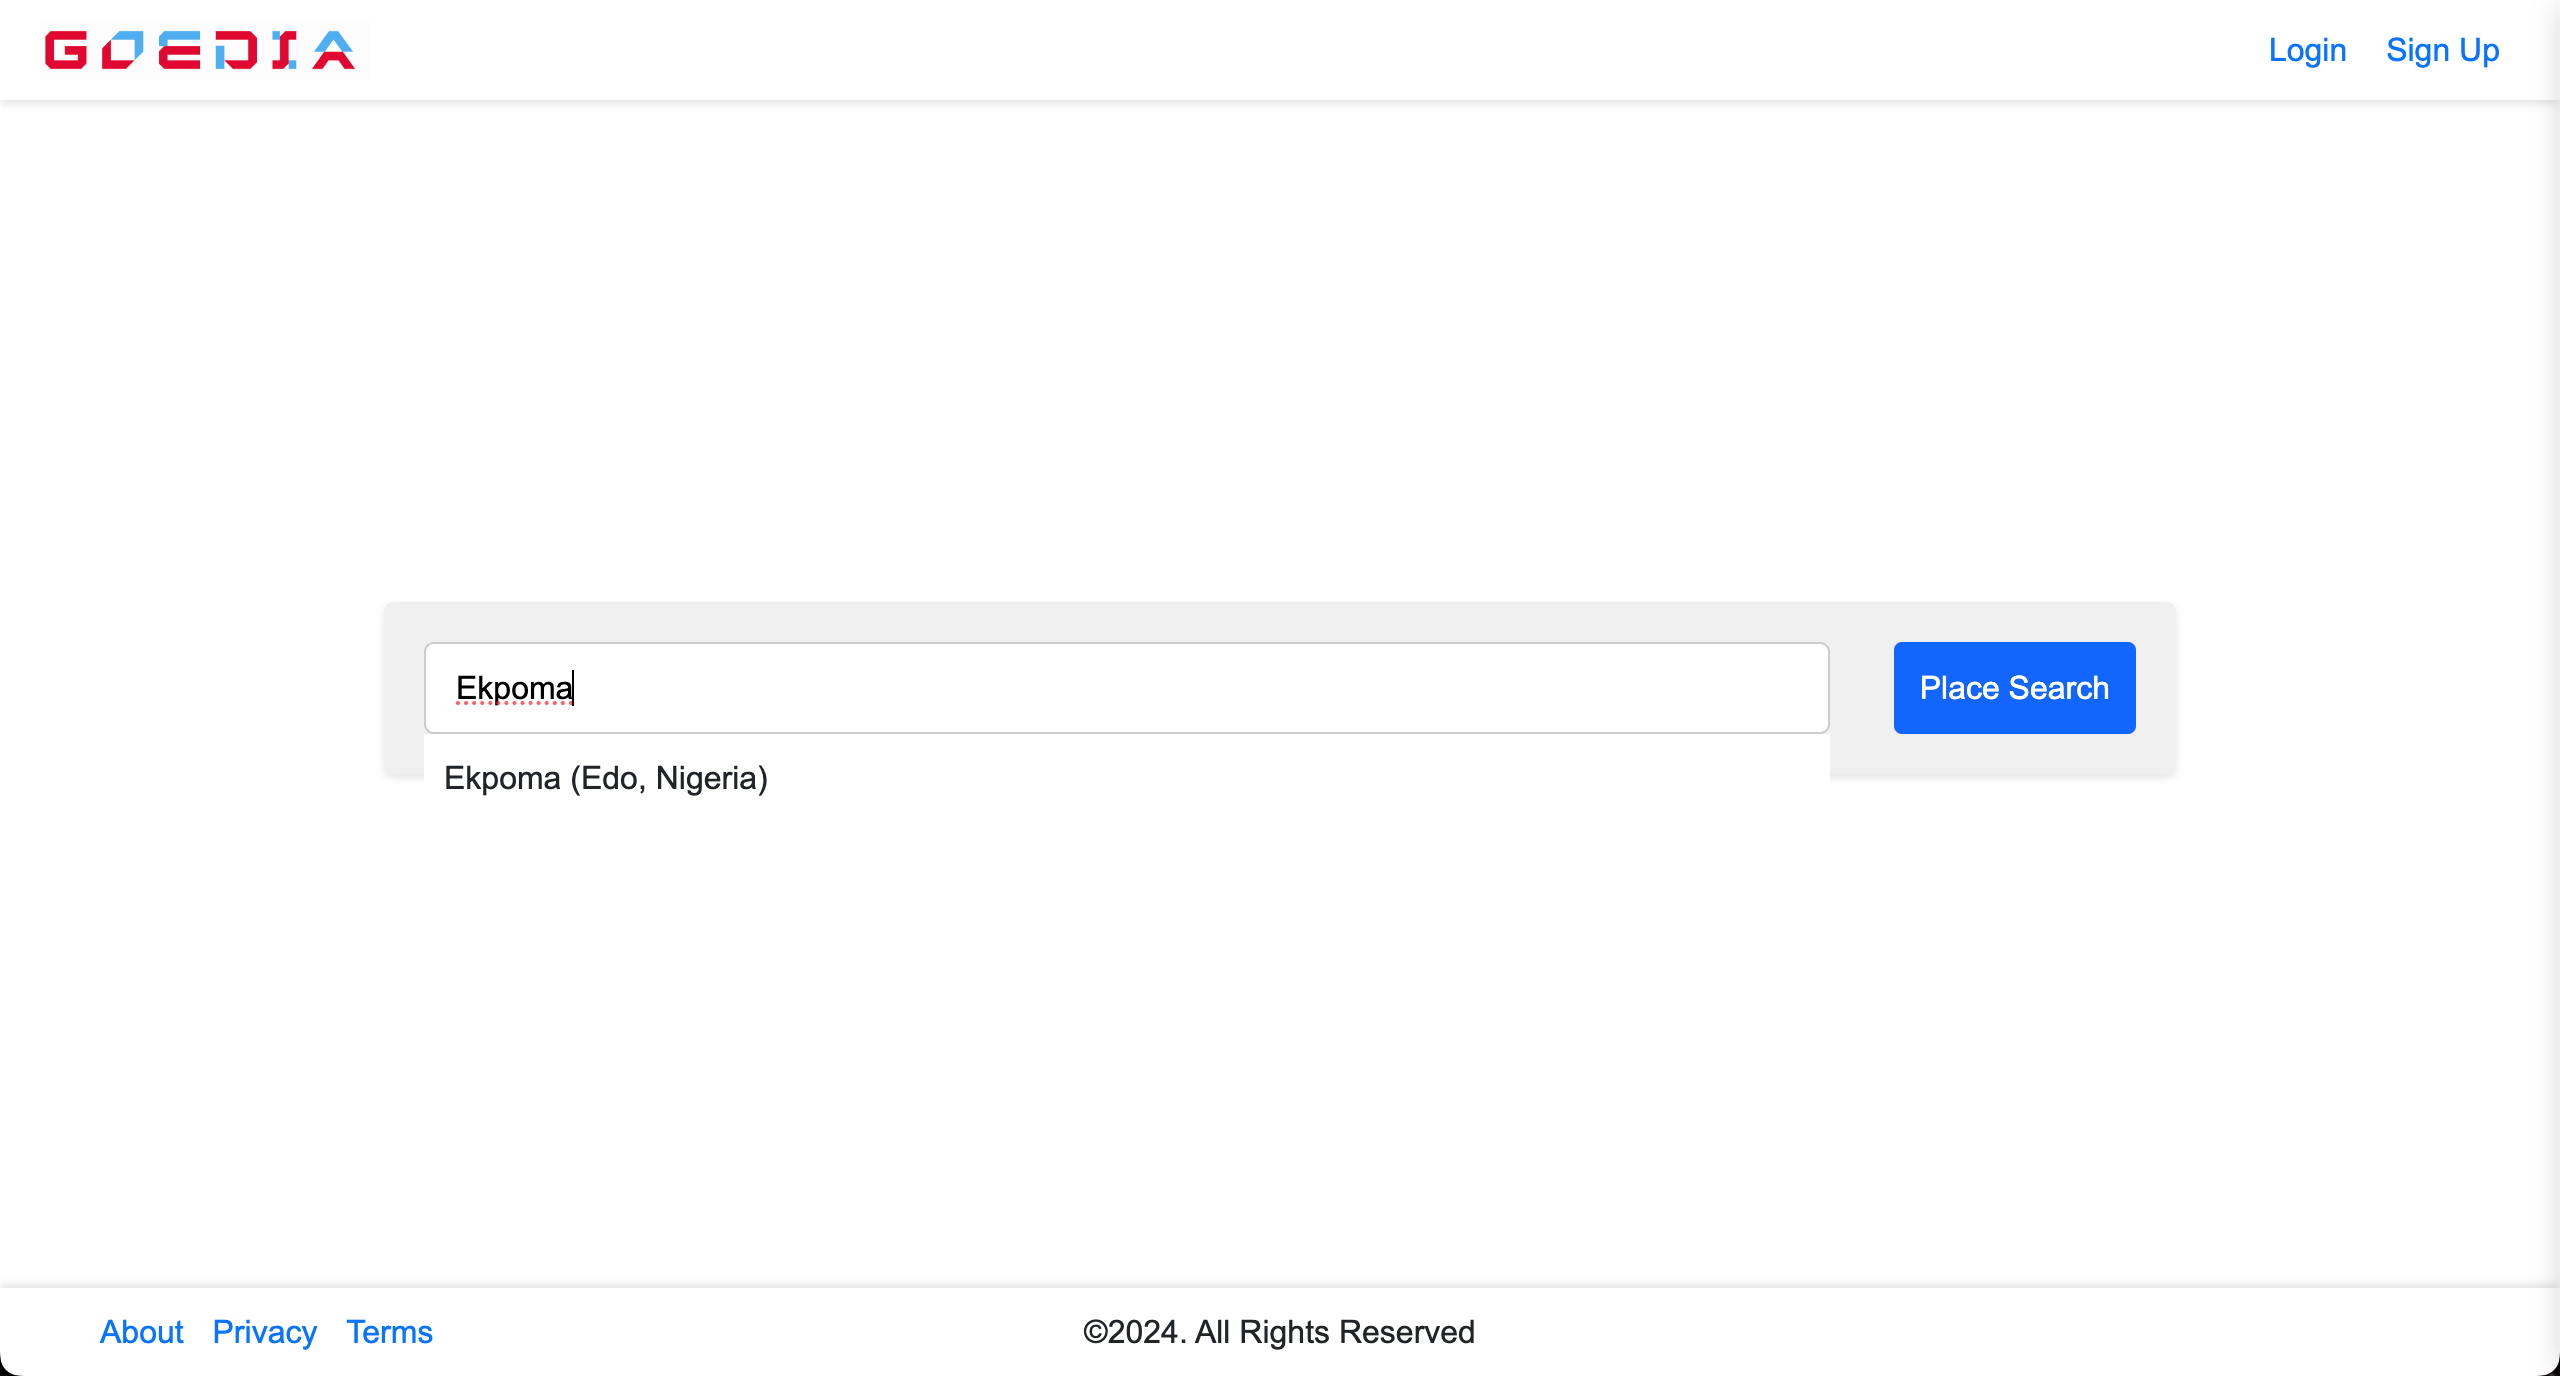 GOEDIA
Login Sign Up
Ekpoma
Place Search
Ekpoma (Edo, Nigeria)
About Privacy Terms
©2024. All Rights Reserved